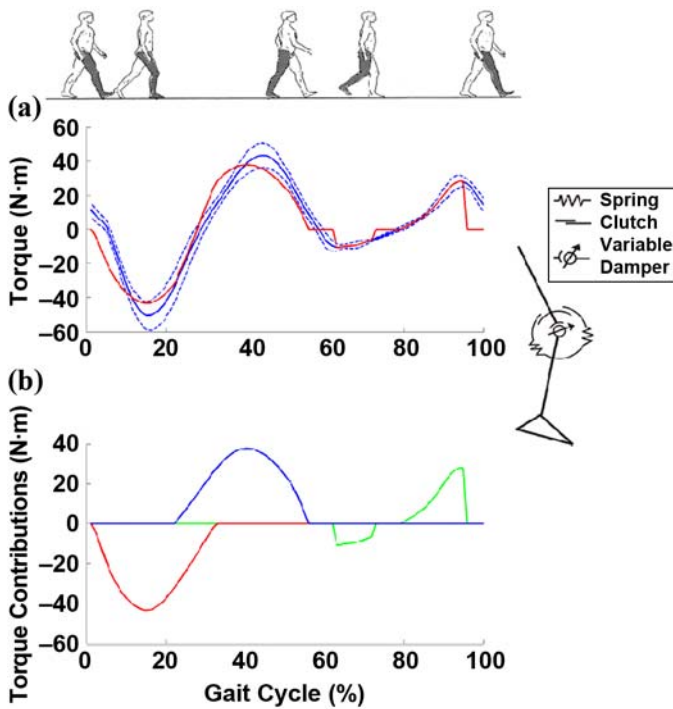 (a)
60
40
20
0
–20
–40
–60
Torque (N·m)
0 20 40 60 80 100
Spring
Clutch
Variable
Damper
(b)
40
20
0
–20
–40
–60
Torque Contributions (N·m)
0 20 40 60 80 100
Gait Cycle (%)